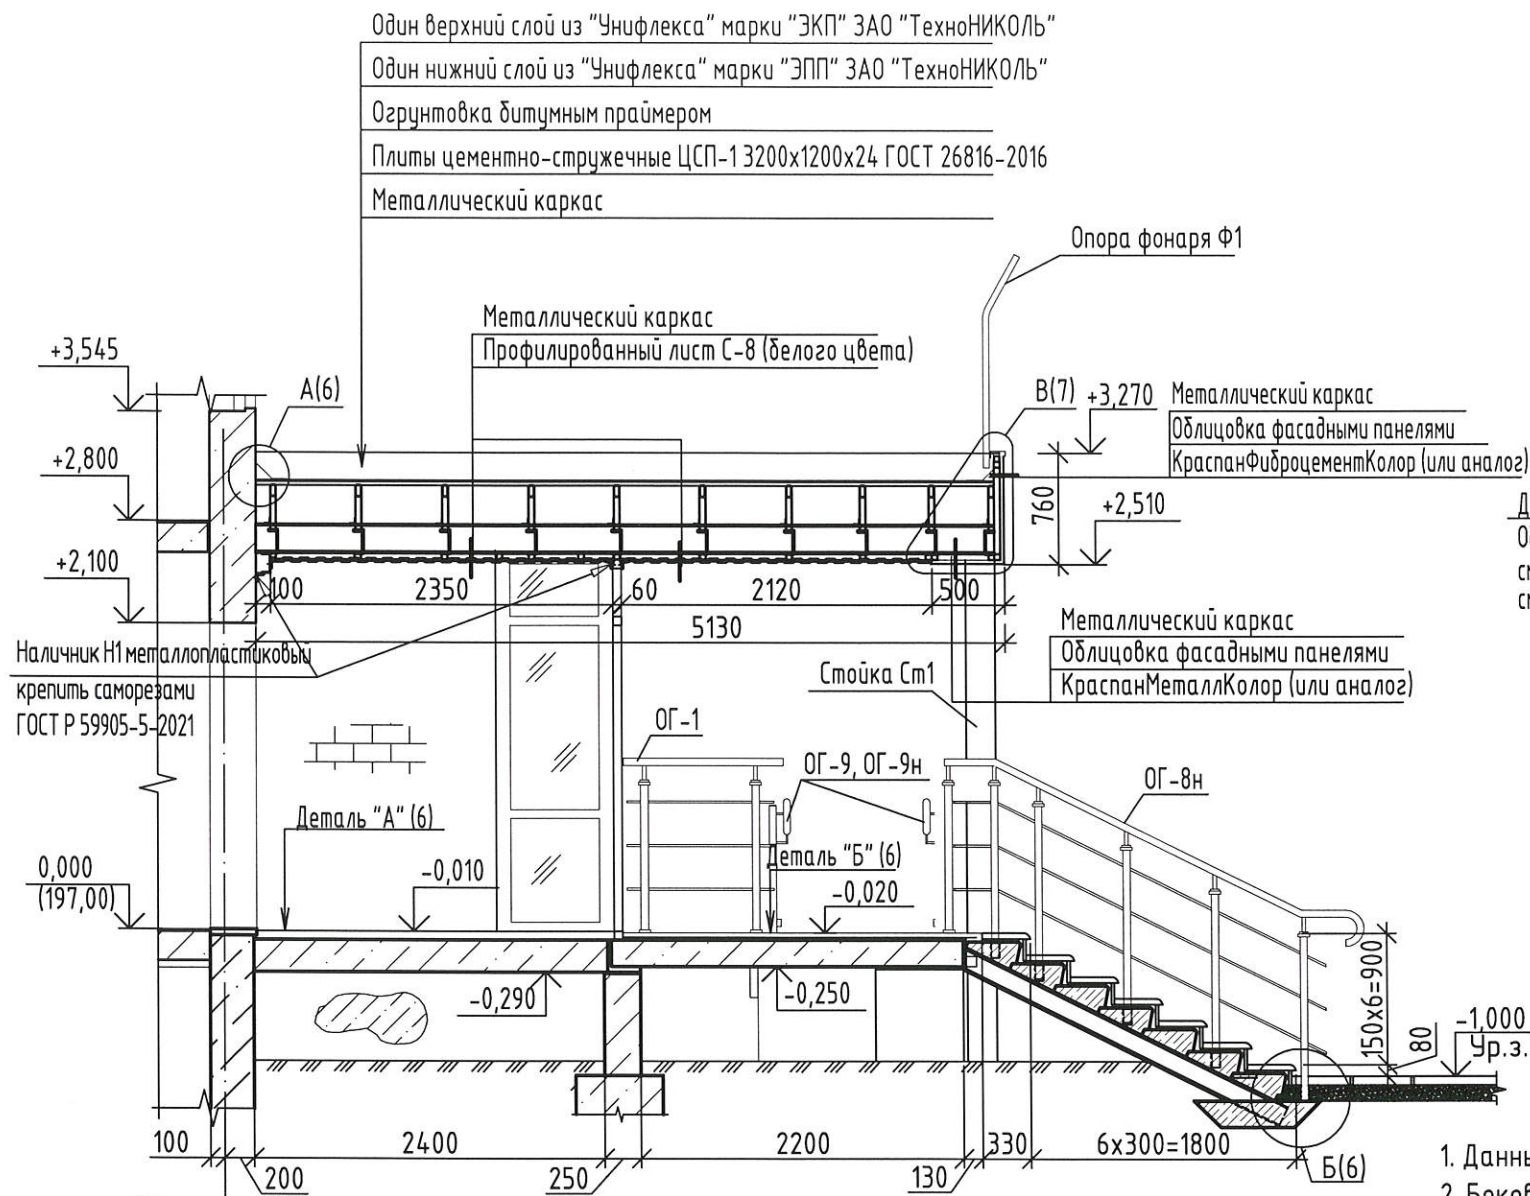 Один верхний слой из "Унифлекса" марки "ЭКП" ЗАО "ТехноНИКОЛЬ"
Один нижний слой из "Унифлекса" марки "ЭПП" ЗАО "ТехноНИКОЛЬ"
Огрунтовка битумным праймером
Плиты цементно-стружечные ЦСП-1 3200х1200х24 ГОСТ 26816-2016
Металлический каркас
Опора фонаря Ф1
Металлический каркас
Профилированный лист С-8 (белого цвета)
+3,545
А(6)
В(7)
+3,270
Металлический каркас
Облицовка фасадными панелями
КраспанФиброцементКолор (или аналог)
+2,800
760
+2,510
+2,100
100
2350
60
2120
500
5130
Наличник Н1 металлопластиковый
крепить саморезами
ГОСТ Р 59905-5-2021
Металлический каркас
Облицовка фасадными панелями
КраспанМеталлКолор (или аналог)
Стойка Ст1
ОГ-1
ОГ-9, ОГ-9н
ОГ-8н
Деталь "А" (6)
Деталь "Б" (6)
0,000
(197,00)
-0,010
-0,020
-0,290
-0,250
150х6=900
80
-1,000
Ур.з.
100
200
2400
250
2200
130
330
6х300=1800
Б(6)
1. Данны
2. Боков